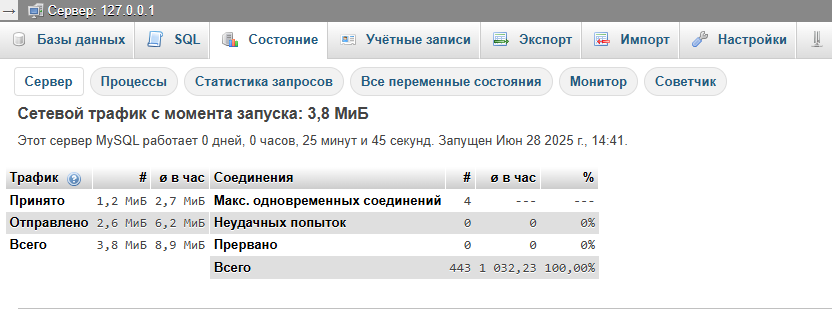 Сервер: 127.0.0.1
Базы данных SQL Состояние Учётные записи Экспорт Импорт Настройки
Сервер Процессы Статистика запросов Все переменные состояния Монитор Советчик
Сетевой трафик с момента запуска: 3,8 МиБ
Этот сервер MySQL работает 0 дней, 0 часов, 25 минут и 45 секунд. Запущен Июн 28 2025 г., 14:41.
Трафик # ø в час Соединения # ø в час %
Принято 1,2 МиБ 2,7 МиБ Макс. одновременных соединений 4 --- ---
Отправлено 2,6 МиБ 6,2 МиБ Неудачных попыток 0 0 0%
Всего 3,8 МиБ 8,9 МиБ Прервано 0 0 0%
Всего 443 1 032,23 100,00%